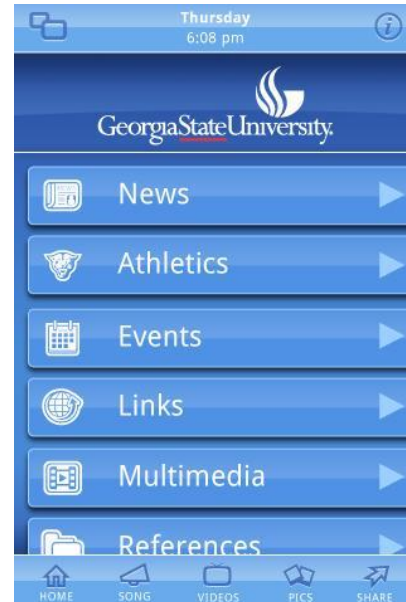 Thursday
6:08 pm
GeorgiaStateUniversity.
News
Athletics
Events
Links
Multimedia
References
HOME SONG VIDEOS PICS SHARE